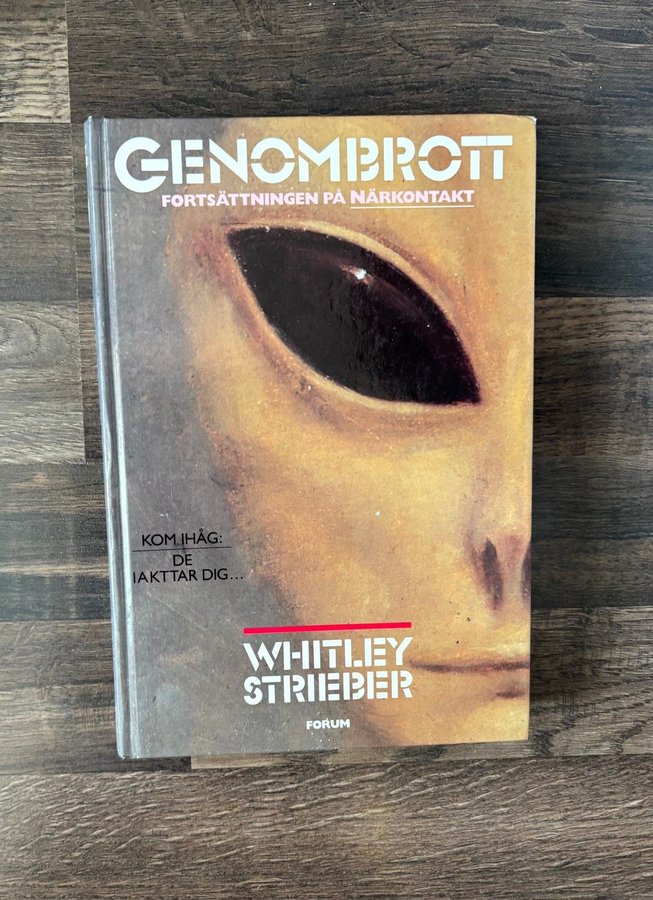 GENOMBROTT
FORTSÄTTNINGEN PÅ NÄRKONTAKT
KOM IHÅG:
DE
IAKTTAR DIG...
WHITLEY
STRIEBER
FORUM